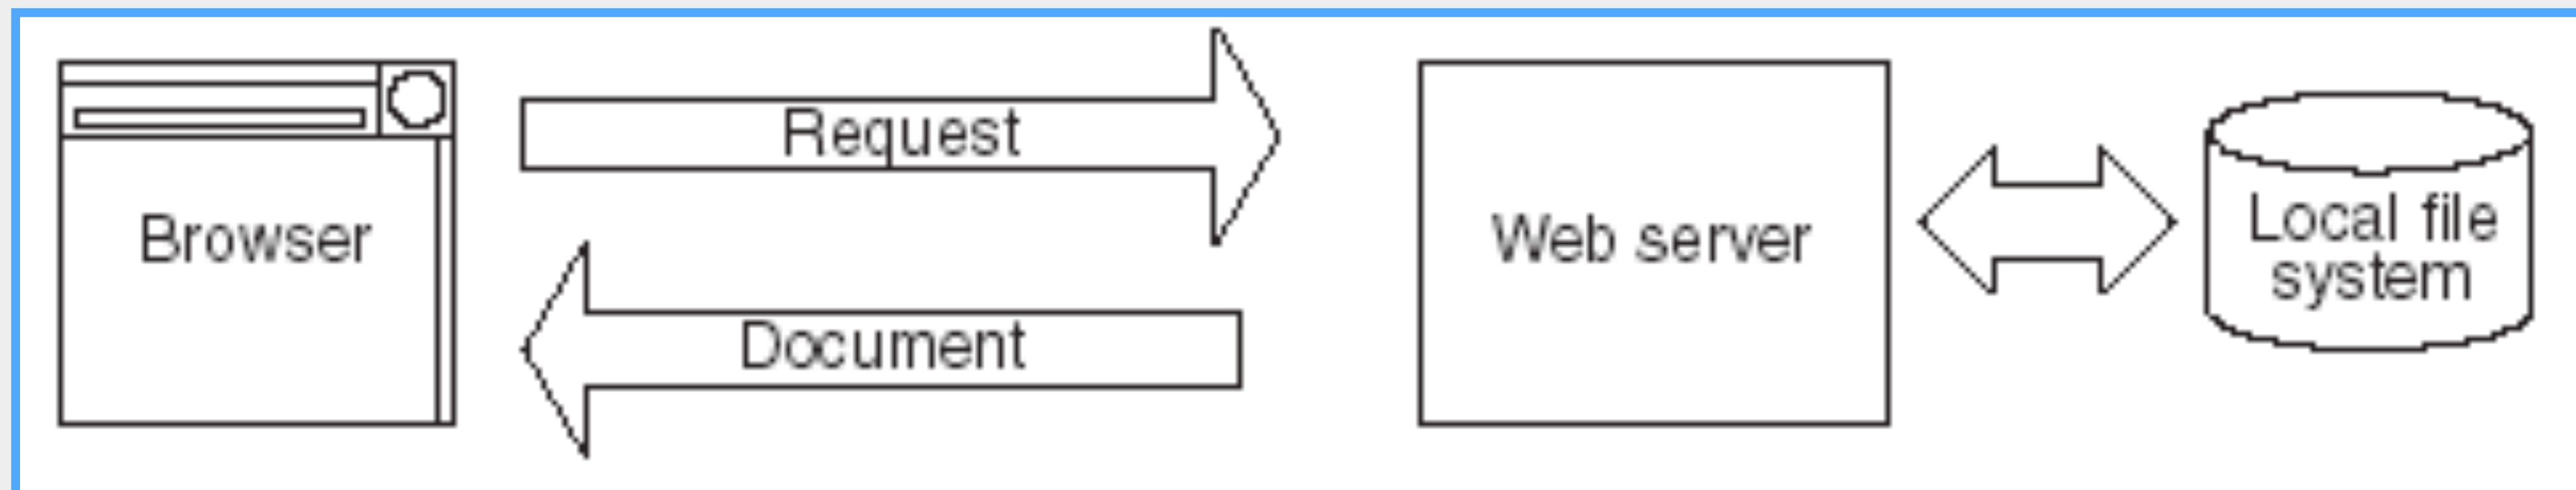 Browser
Request
Document
Web server
Local file
system